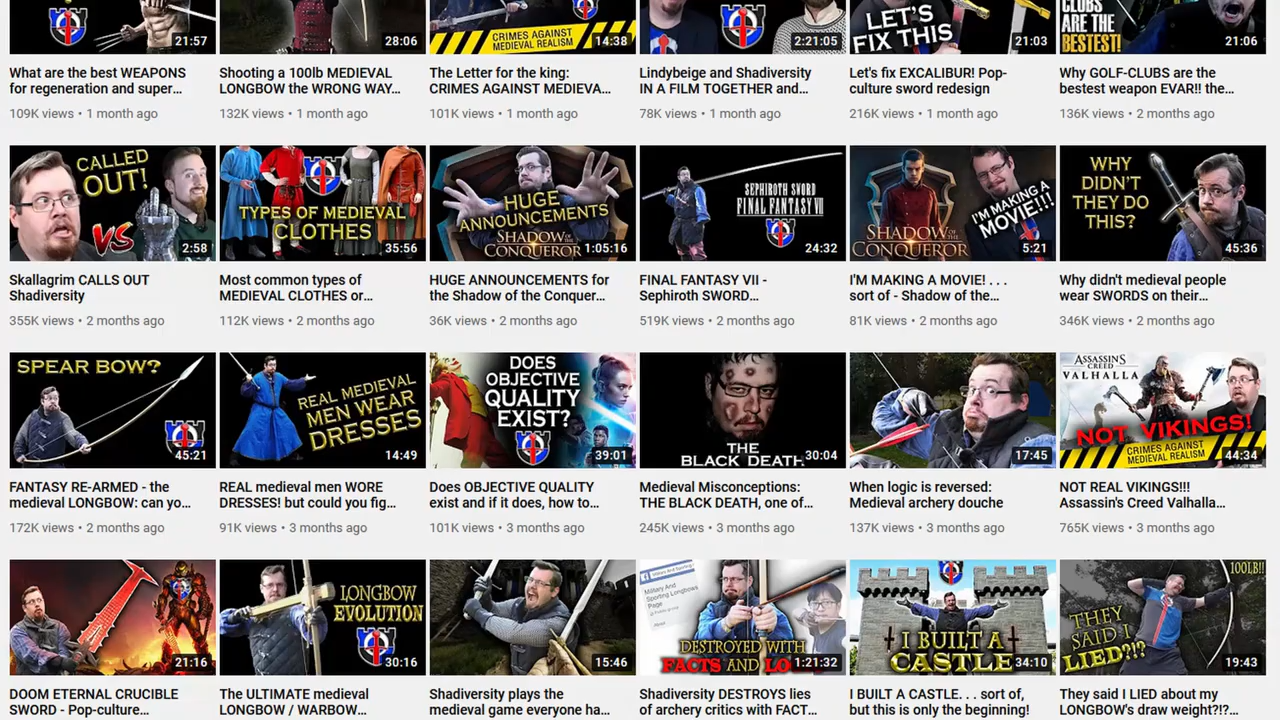 21:57
28:06
CRIMES AGAINST
MEDIEVAL REALISM
14:38
2:21:05
LET'S
FIX THIS
21:03
CLUBS
ARE THE
BESTEST!
21:06
What are the best WEAPONS
for regeneration and super...
109K views • 1 month ago
Shooting a 100lb MEDIEVAL
LONGBOW the WRONG WAY...
132K views • 1 month ago
The Letter for the king:
CRIMES AGAINST MEDIEVA...
101K views • 1 month ago
Lindybeige and Shadiversity
IN A FILM TOGETHER and...
78K views • 1 month ago
Let's fix EXCALIBUR! Pop-
culture sword redesign
216K views • 1 month ago
Why GOLF-CLUBS are the
bestest weapon EVAR!! the...
136K views • 2 months ago
CALLED
OUT!
VS
2:58
TYPES OF MEDIEVAL
CLOTHES
35:56
HUGE
ANNOUNCEMENTS
SHADOW OF THE
CONQUEROR
1:05:16
SEPHIROTH SWORD
FINAL FANTASY VII
24:32
SHADOW OF THE
CONQUEROR
I'M MAKING A
MOVIE!!!
5:21
WHY
DIDN'T
THEY DO
THIS?
45:36
Skallagrim CALLS OUT
Shadiversity
355K views • 2 months ago
Most common types of
MEDIEVAL CLOTHES or...
112K views • 2 months ago
HUGE ANNOUNCEMENTS for
the Shadow of the Conquer...
36K views • 2 months ago
FINAL FANTASY VII -
Sephiroth SWORD...
519K views • 2 months ago
I'M MAKING A MOVIE! . . .
sort of - Shadow of the...
81K views • 2 months ago
Why didn't medieval people
wear SWORDS on their...
346K views • 2 months ago
SPEAR BOW?
45:21
REAL MEDIEVAL
MEN WEAR
DRESSES
14:49
DOES
OBJECTIVE
QUALITY
EXIST?
39:01
THE
BLACK DEATH
30:04
17:45
ASSASSIN'S
CREED
VALHALLA
NOT VIKINGS!
CRIMES AGAINST
MEDIEVAL REALISM
44:34
FANTASY RE-ARMED - the
medieval LONGBOW: can yo...
172K views • 2 months ago
REAL medieval men WORE
DRESSES! but could you fig...
91K views • 3 months ago
Does OBJECTIVE QUALITY
exist and if it does, how to...
101K views • 3 months ago
Medieval Misconceptions:
THE BLACK DEATH, one of...
245K views • 3 months ago
When logic is reversed:
Medieval archery douche
137K views • 3 months ago
NOT REAL VIKINGS!!!
Assassin's Creed Valhalla...
765K views • 3 months ago
21:16
LONGBOW
EVOLUTION
30:16
15:46
Military And
Sporting Longbows
Page
DESTROYED WITH
FACTS AND LO
1:21:32
I BUILT A
CASTLE
34:10
100LB!!
THEY
SAID I
LIED?!?
19:43
DOOM ETERNAL CRUCIBLE
SWORD - Pop-culture...
The ULTIMATE medieval
LONGBOW / WARBOW...
Shadiversity plays the
medieval game everyone ha...
Shadiversity DESTROYS lies
of archery critics with FACT...
I BUILT A CASTLE. . . sort of,
but this is only the beginning!
They said I LIED about my
LONGBOW's draw weight?!?...